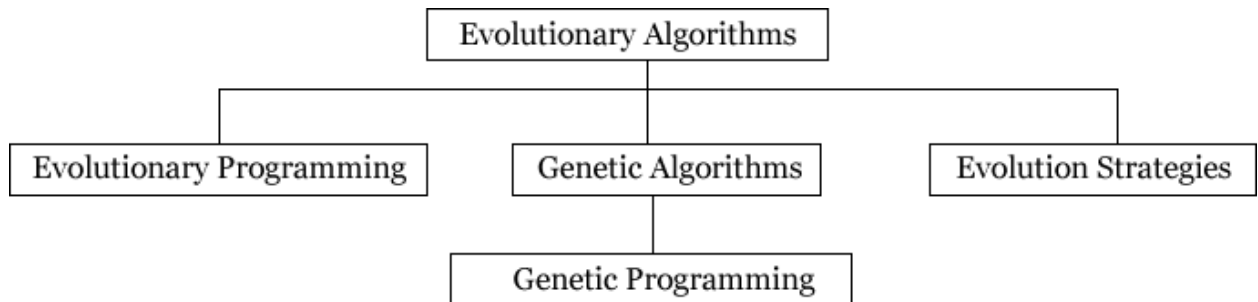 Evolutionary Algorithms
Evolutionary Programming
Genetic Algorithms
Evolution Strategies
Genetic Programming